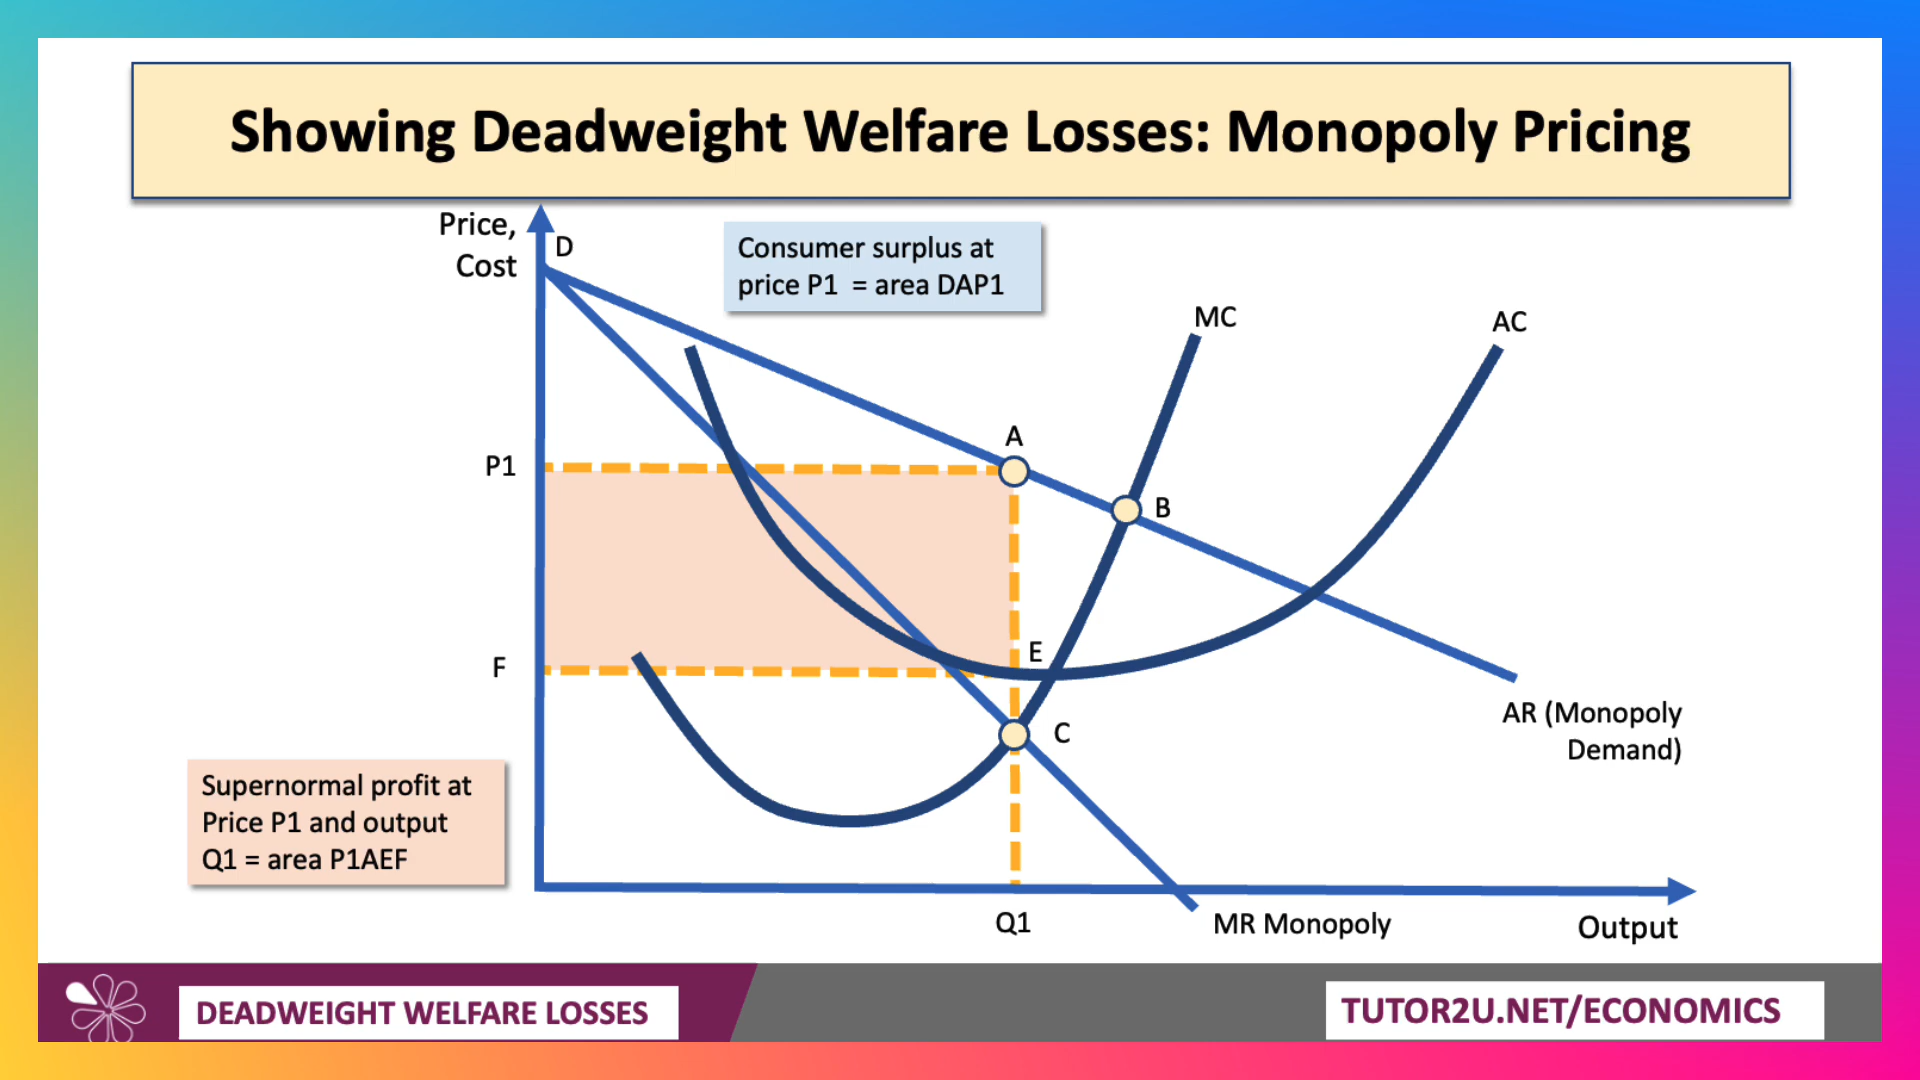 Showing Deadweight Welfare Losses: Monopoly Pricing
Price,
Cost
D
Consumer surplus at
price P1  = area DAP1
MC
AC
A
P1
B
E
F
C
AR (Monopoly
Demand)
Supernormal profit at
Price P1 and output
Q1 = area P1AEF
Q1
MR Monopoly
Output
DEADWEIGHT WELFARE LOSSES
TUTOR2U.NET/ECONOMICS